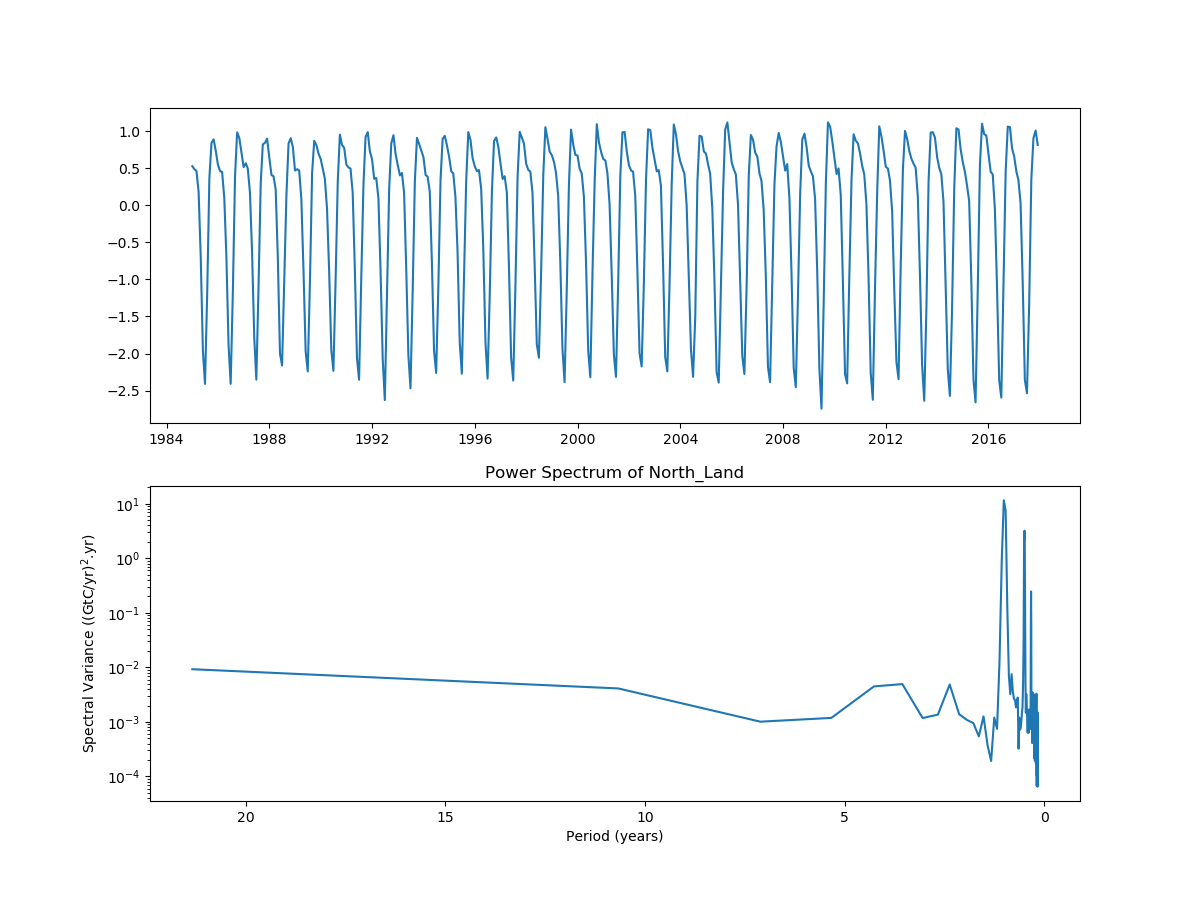 1.0
0.5
0.0
−0.5
−1.0
−1.5
−2.0
−2.5
1984 1988 1992 1996 2000 2004 2008 2012 2016
Power Spectrum of North_Land
Spectral Variance ((GtC/yr)².yr)
10¹
10⁰
10⁻¹
10⁻²
10⁻³
10⁻⁴
20 15 10 5 0
Period (years)